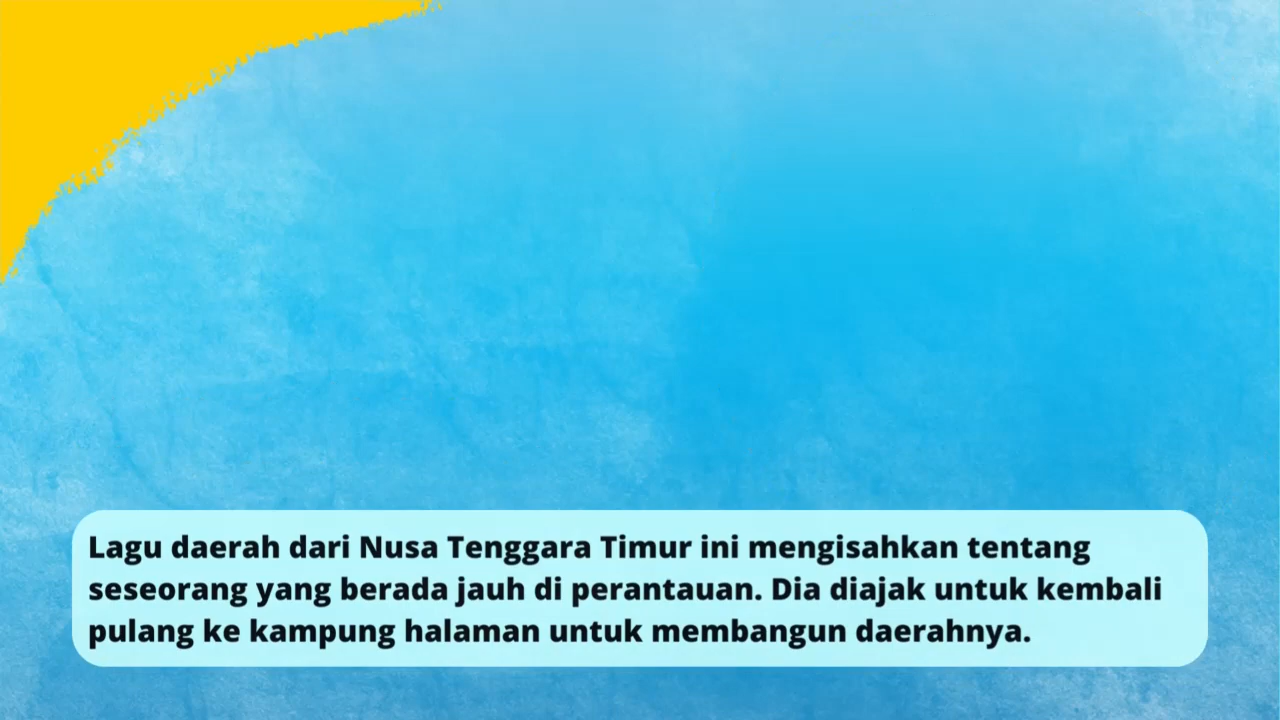 Lagu daerah dari Nusa Tenggara Timur ini mengisahkan tentang
seseorang yang berada jauh di perantauan. Dia diajak untuk kembali
pulang ke kampung halaman untuk membangun daerahnya.